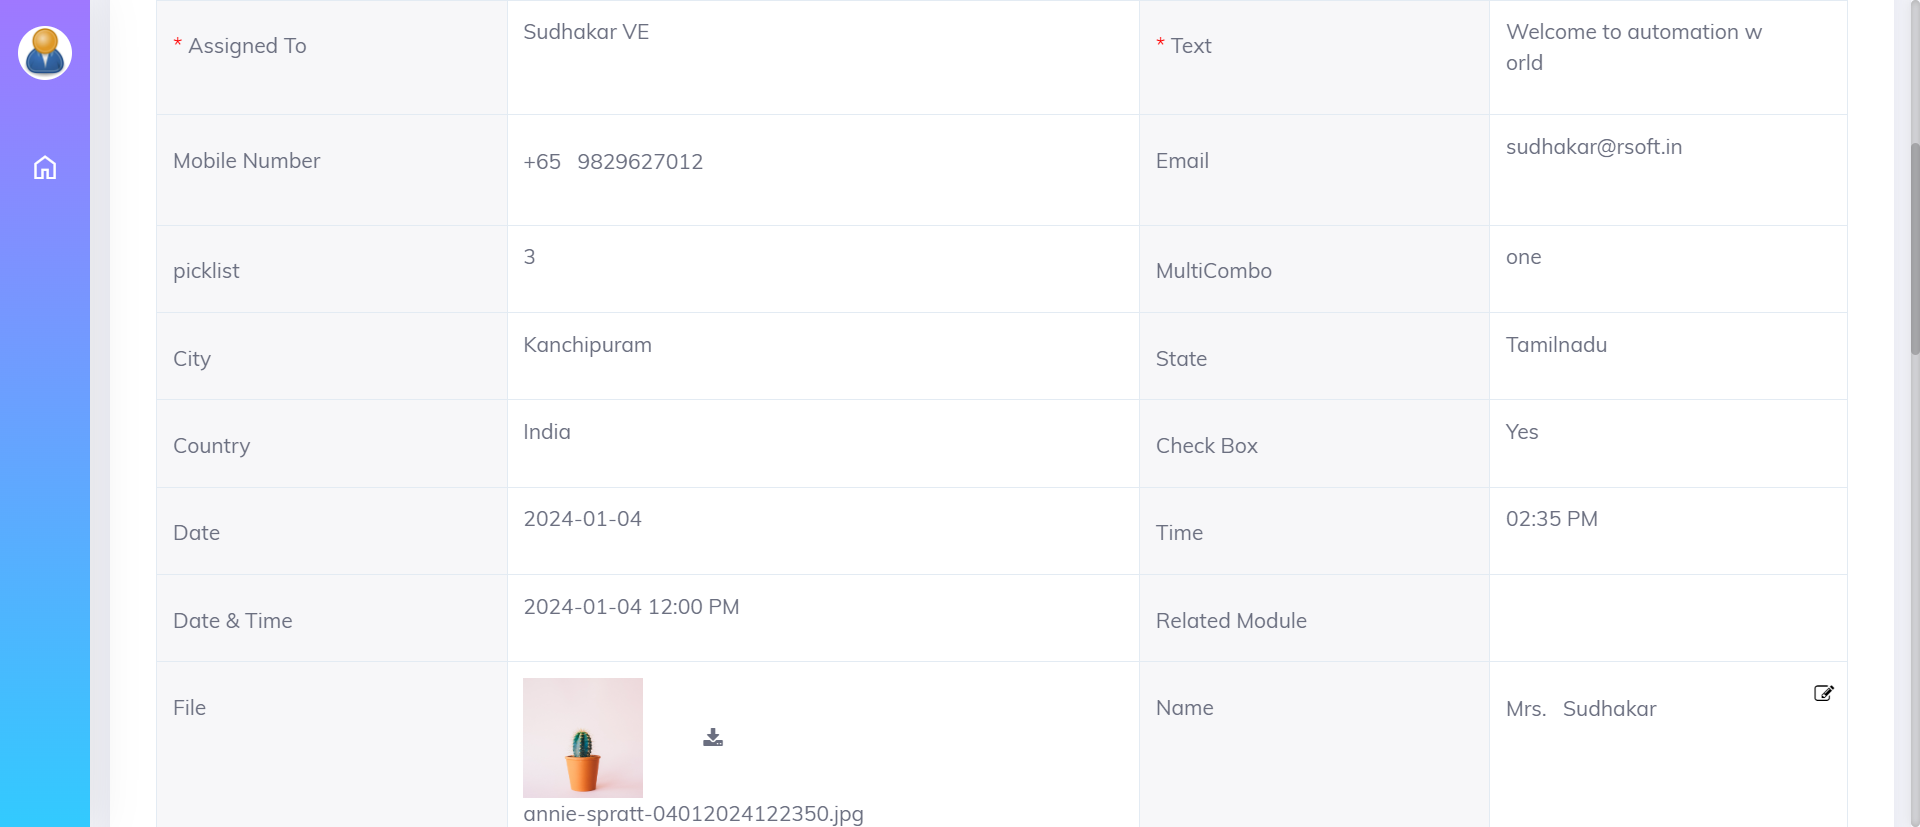 * Assigned To
Sudhakar VE
* Text
Welcome to automation w
orld
Mobile Number
+65 9829627012
Email
sudhakar@rsoft.in
picklist
3
MultiCombo
one
City
Kanchipuram
State
Tamilnadu
Country
India
Check Box
Yes
Date
2024-01-04
Time
02:35 PM
Date & Time
2024-01-04 12:00 PM
Related Module
File
annie-spratt-04012024122350.jpg
Name
Mrs. Sudhakar